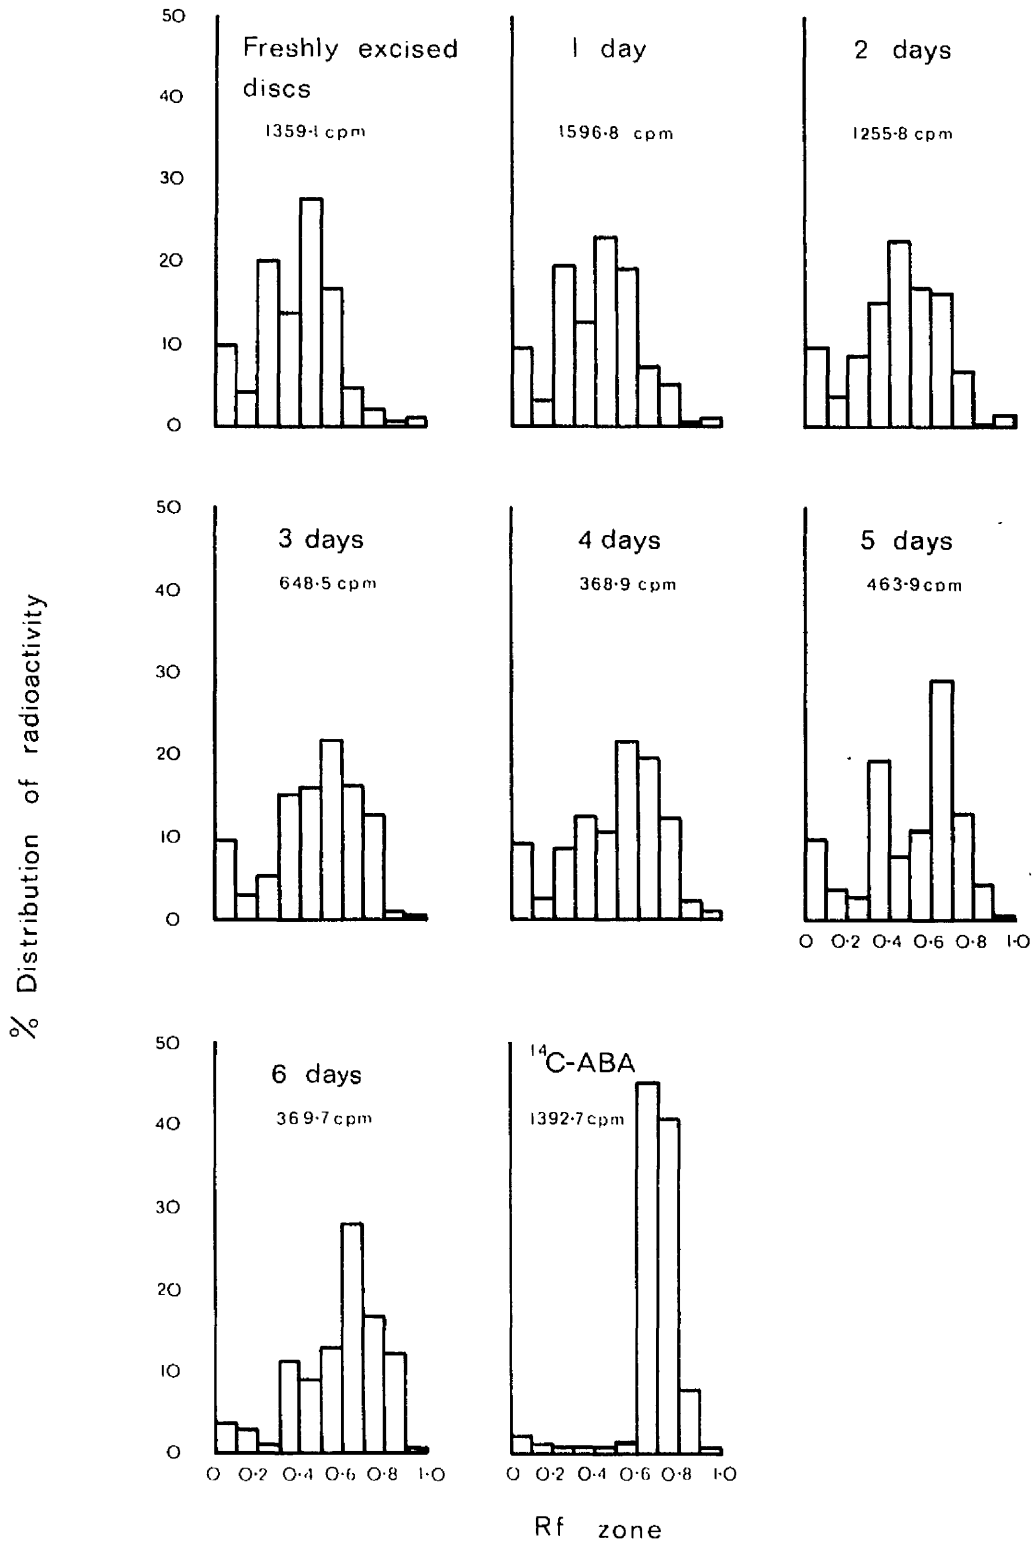 50
40
30
20
10
0
Freshly excised
discs
1359·1 cpm
1 day
1596·8 cpm
2 days
1255·8 cpm
50
40
30
20
10
0
3 days
648·5 cpm
4 days
368·9 cpm
5 days
463·9 cpm
0 0·2 0·4 0·6 0·8 1·0
% Distribution of radioactivity
50
40
30
20
10
0
6 days
369·7 cpm
0 0·2 0·4 0·6 0·8 1·0
¹⁴C-ABA
1392·7 cpm
0 0·2 0·4 0·6 0·8 1·0
Rf zone